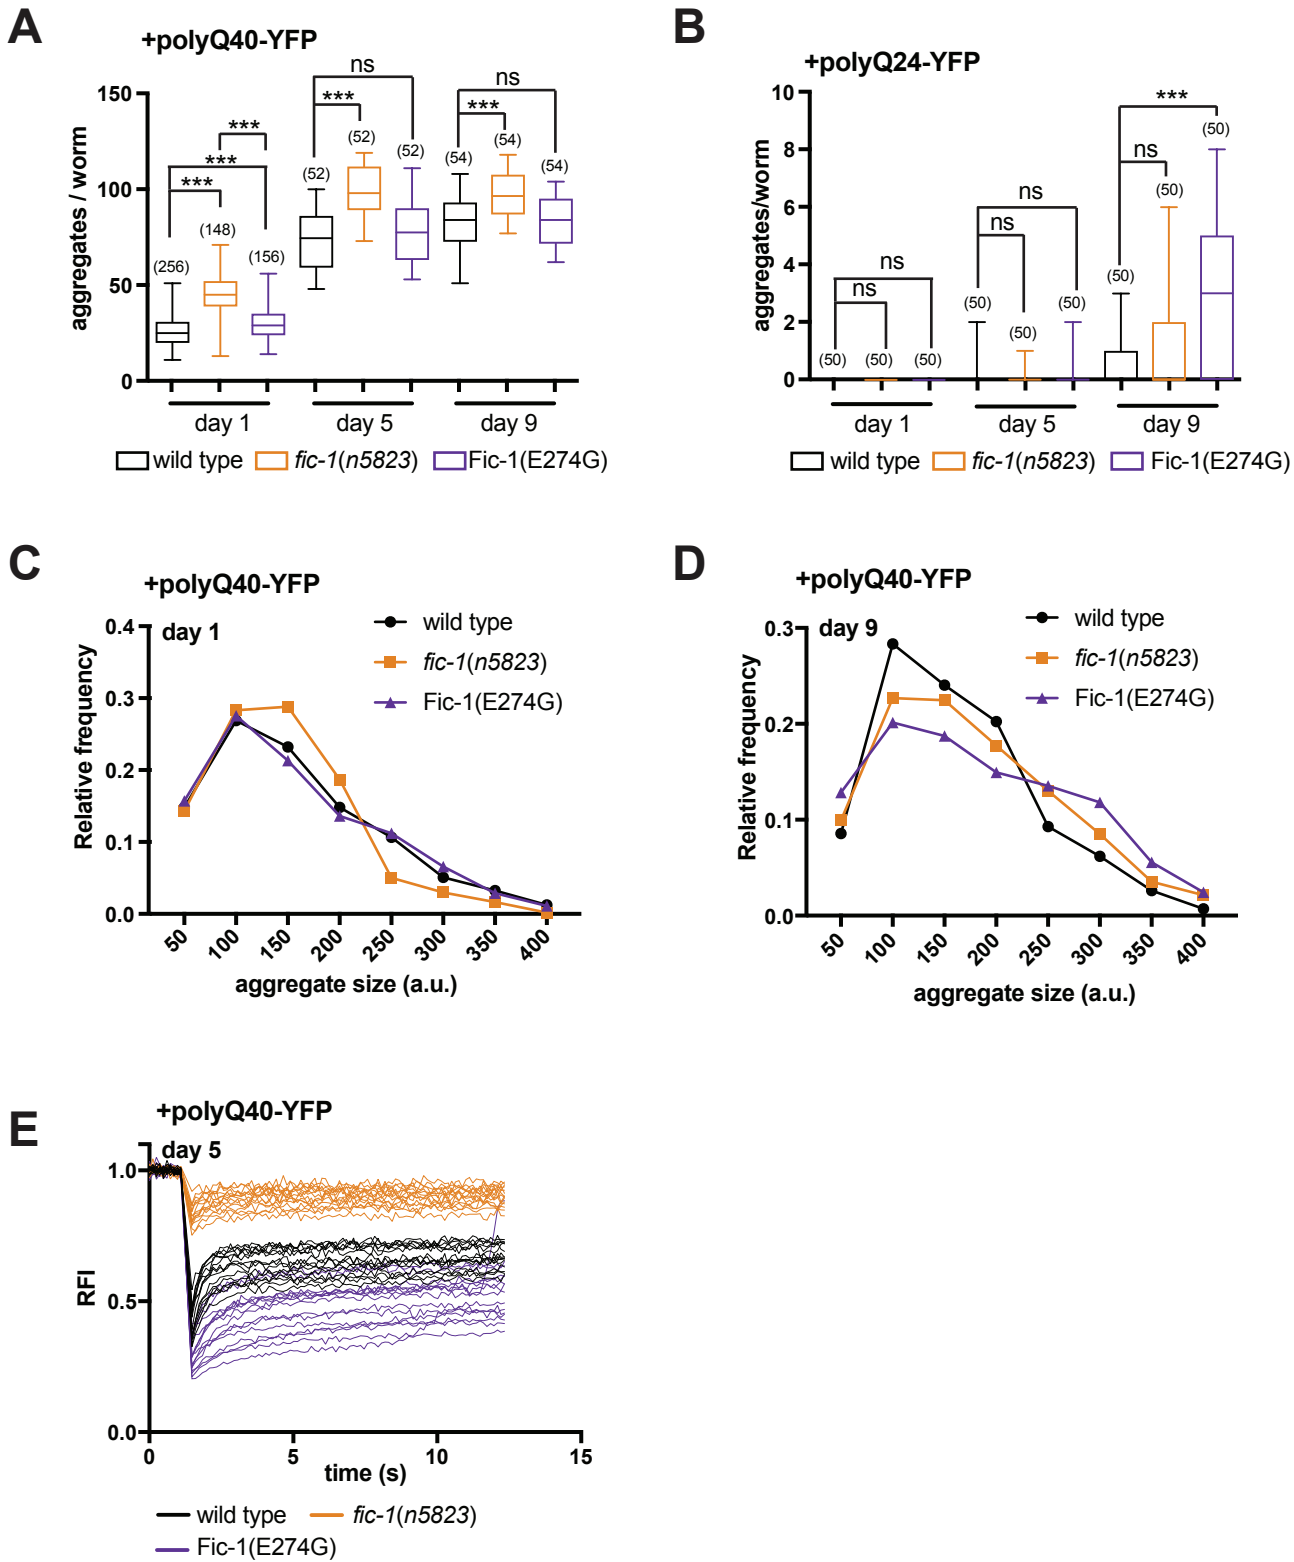 A
+polyQ40-YFP
aggregates / worm
150
100
50
0
(256)
(148)
(156)
(52)
(52)
(52)
(54)
(54)
(54)
***
***
***
***
ns
***
ns
day 1
day 5
day 9
wild type
fic-1(n5823)
Fic-1(E274G)
B
+polyQ24-YFP
aggregates/worm
10
8
6
4
2
0
(50)
(50)
(50)
(50)
(50)
(50)
(50)
(50)
(50)
ns
ns
ns
ns
ns
***
day 1
day 5
day 9
wild type
fic-1(n5823)
Fic-1(E274G)
C
+polyQ40-YFP
day 1
Relative frequency
0.4
0.3
0.2
0.1
0.0
50
100
150
200
250
300
350
400
aggregate size (a.u.)
wild type
fic-1(n5823)
Fic-1(E274G)
D
+polyQ40-YFP
day 9
Relative frequency
0.3
0.2
0.1
0.0
50
100
150
200
250
300
350
400
aggregate size (a.u.)
wild type
fic-1(n5823)
Fic-1(E274G)
E
+polyQ40-YFP
day 5
RFI
1.0
0.5
0.0
0
5
10
15
time (s)
wild type
fic-1(n5823)
Fic-1(E274G)